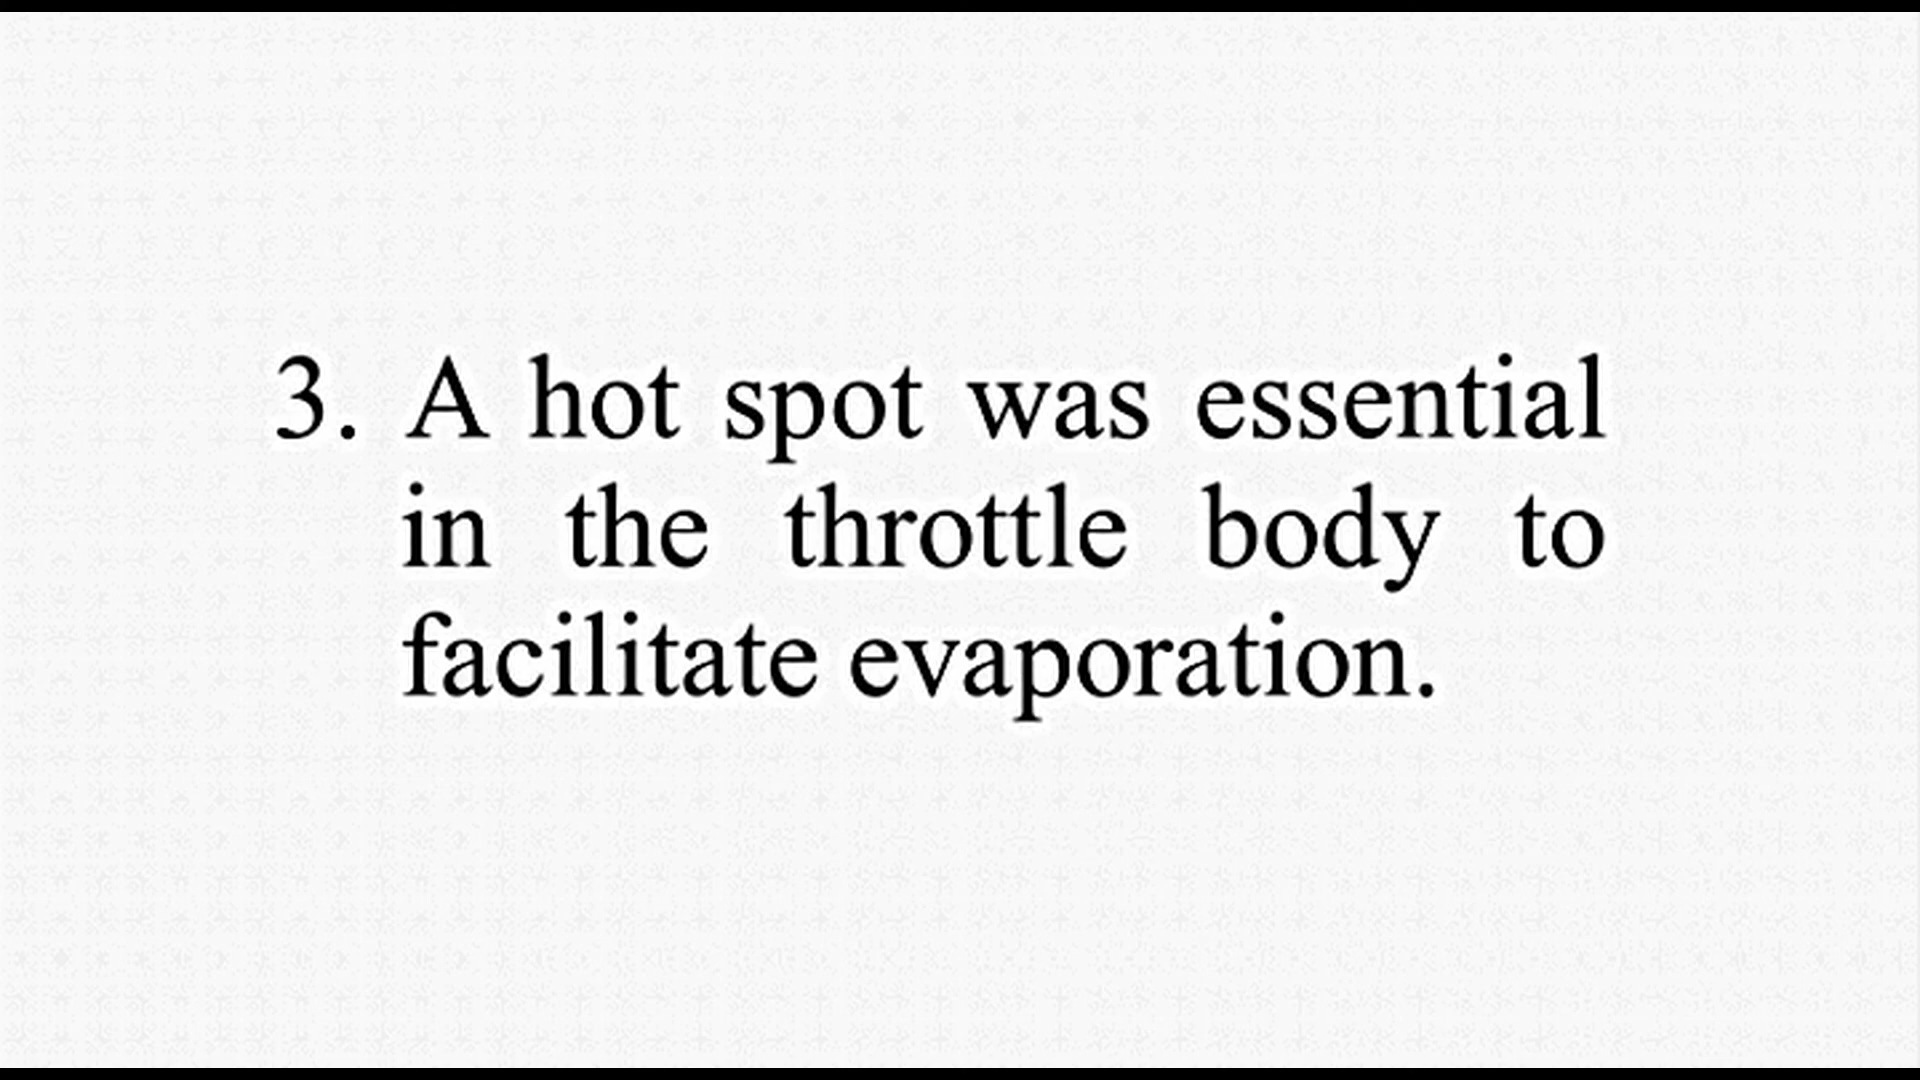 3. A hot spot was essential
in the throttle body to
facilitate evaporation.